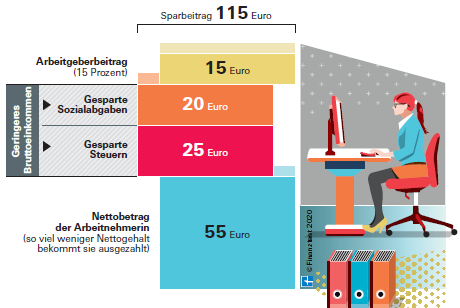 Sparbeitrag 115 Euro
Arbeitgeberbeitrag
(15 Prozent)
15 Euro
Geringeres
Bruttoeinkommen
Gesparte
Sozialabgaben
20 Euro
Gesparte
Steuern
25 Euro
Nettobetrag
der Arbeitnehmerin
(so viel weniger Nettogehalt
bekommt sie ausgezahlt)
55 Euro
© Finanztest 2020